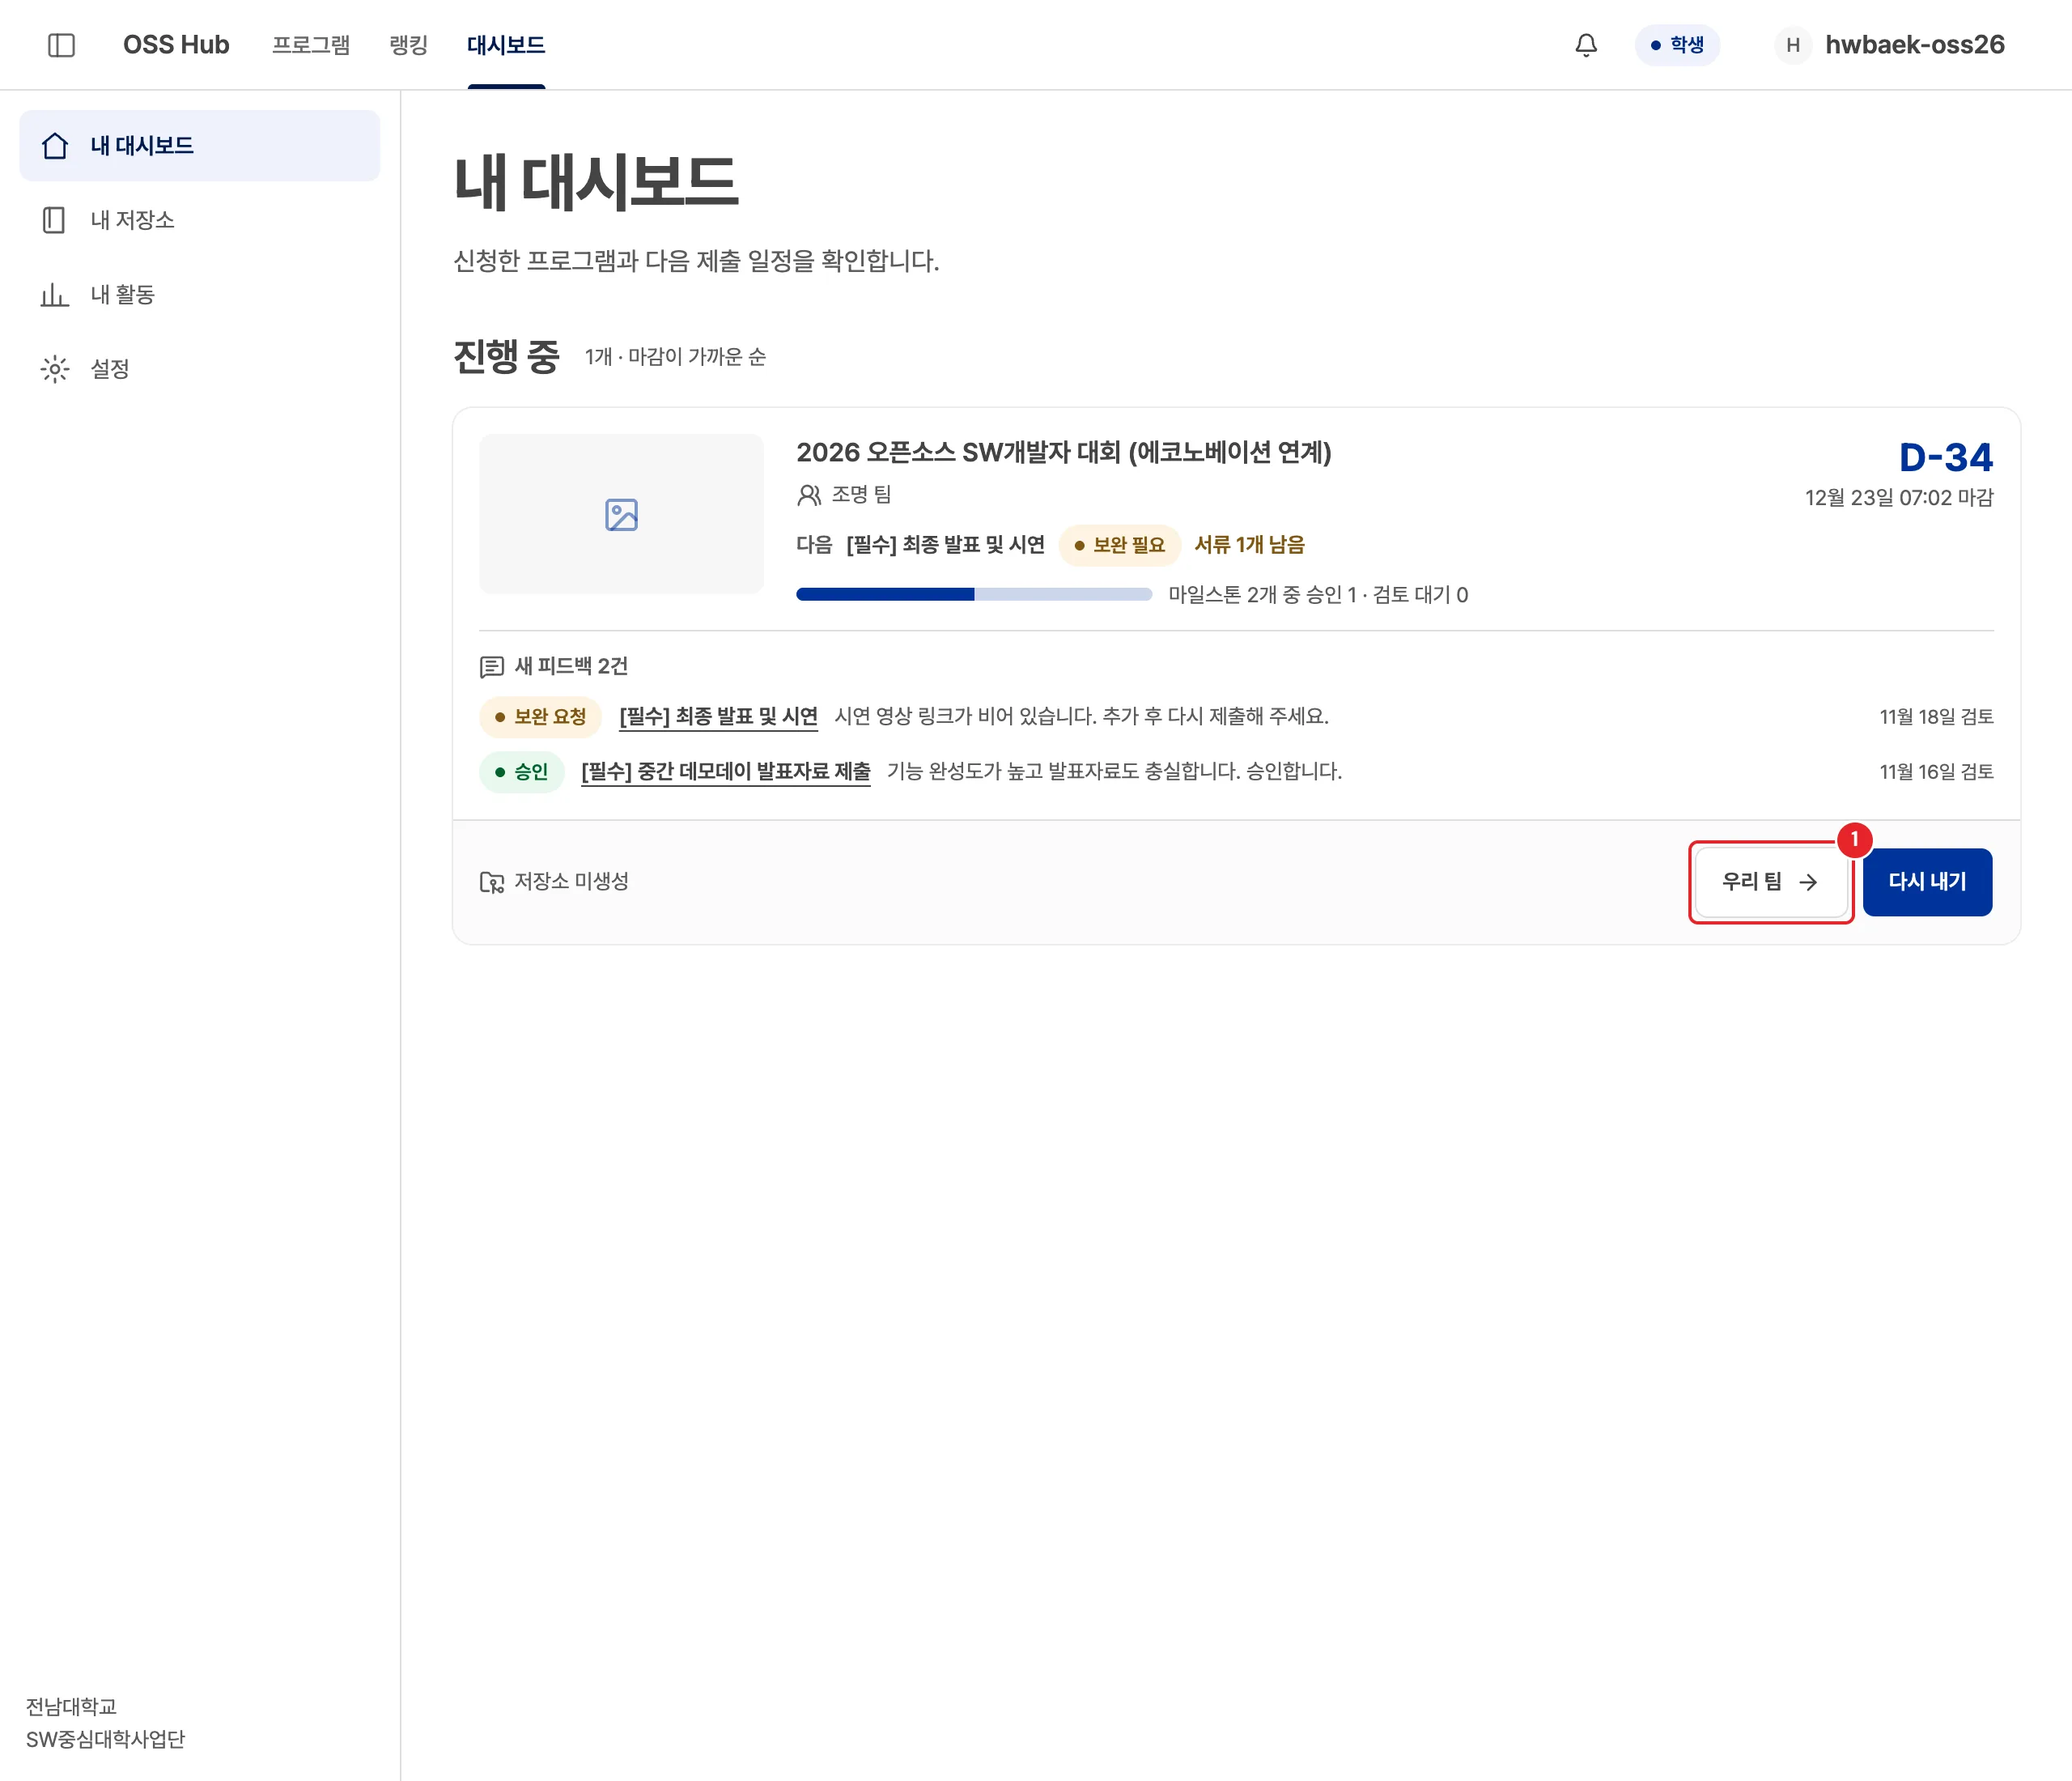 OSS Hub 프로그램 랭킹 대시보드
학생 H hwbaek-oss26
내 대시보드
내 저장소
내 활동
설정
내 대시보드
신청한 프로그램과 다음 제출 일정을 확인합니다.
진행 중 1개 · 마감이 가까운 순
2026 오픈소스 SW개발자 대회 (에코노베이션 연계)
조명 팀
D-34
12월 23일 07:02 마감
다음 [필수] 최종 발표 및 시연 보완 필요 서류 1개 남음
마일스톤 2개 중 승인 1 · 검토 대기 0
새 피드백 2건
보완 요청 [필수] 최종 발표 및 시연 시연 영상 링크가 비어 있습니다. 추가 후 다시 제출해 주세요. 11월 18일 검토
승인 [필수] 중간 데모데이 발표자료 제출 기능 완성도가 높고 발표자료도 충실합니다. 승인합니다. 11월 16일 검토
저장소 미생성
우리 팀 → 1
다시 내기
전남대학교
SW중심대학사업단